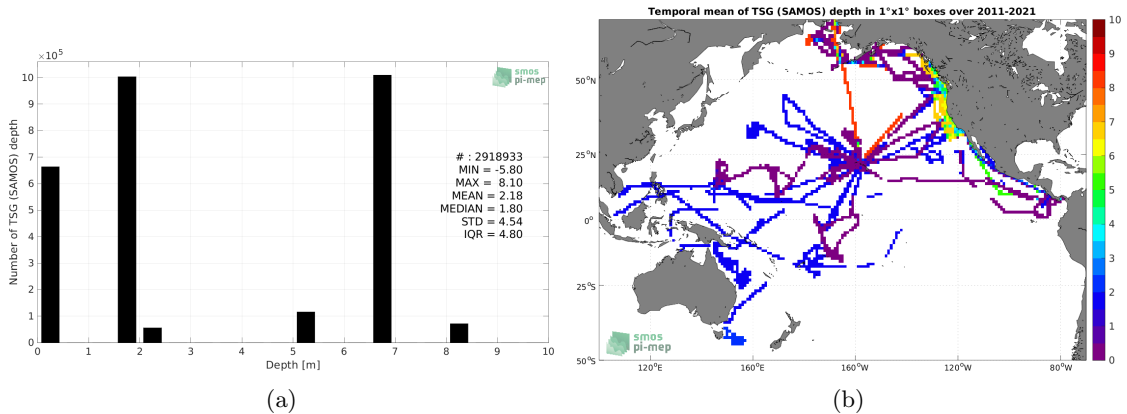 ×10^5
10
9
8
7
6
5
4
3
2
1
0
Number of TSG (SAMOS) depth
0 1 2 3 4 5 6 7 8 9 10
Depth [m]
smos
pi-mep
# : 2918933
MIN = -5.80
MAX = 8.10
MEAN = 2.18
MEDIAN = 1.80
STD = 4.54
IQR = 4.80
(a)
Temporal mean of TSG (SAMOS) depth in 1°x1° boxes over 2011-2021
50°N
25°N
0°
25°S
50°S
120°E 160°E 160°W 120°W 80°W
smos
pi-mep
10
9
8
7
6
5
4
3
2
1
0
(b)